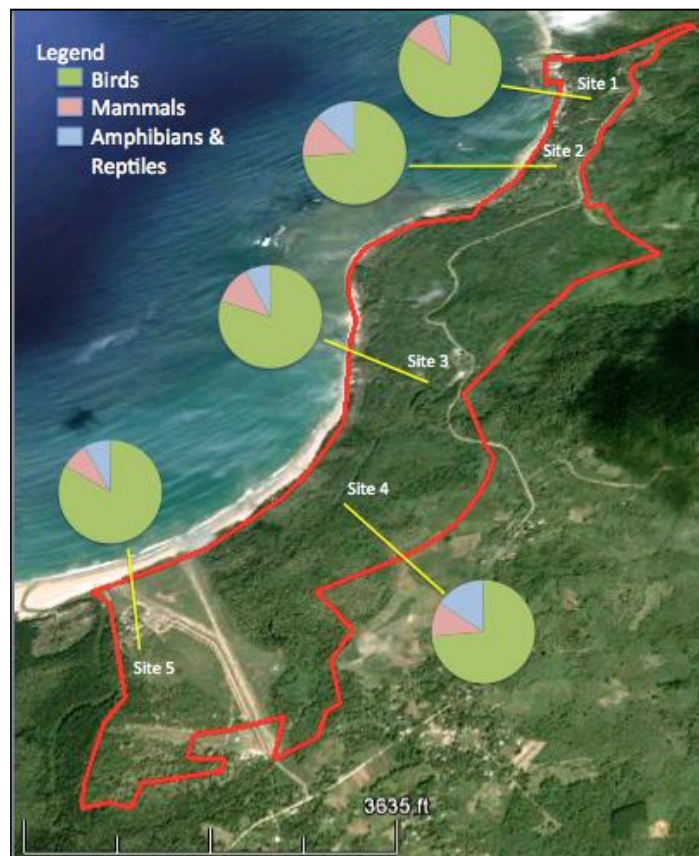 Legend
Birds
Mammals
Amphibians &
Reptiles
Site 1
Site 2
Site 3
Site 4
Site 5
3635 ft